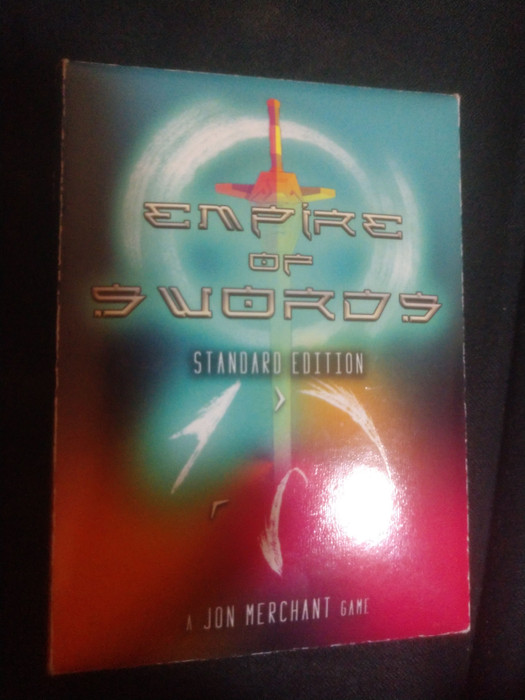 EMPIRE
OF
SWORDS
STANDARD EDITION
A JON MERCHANT GAME